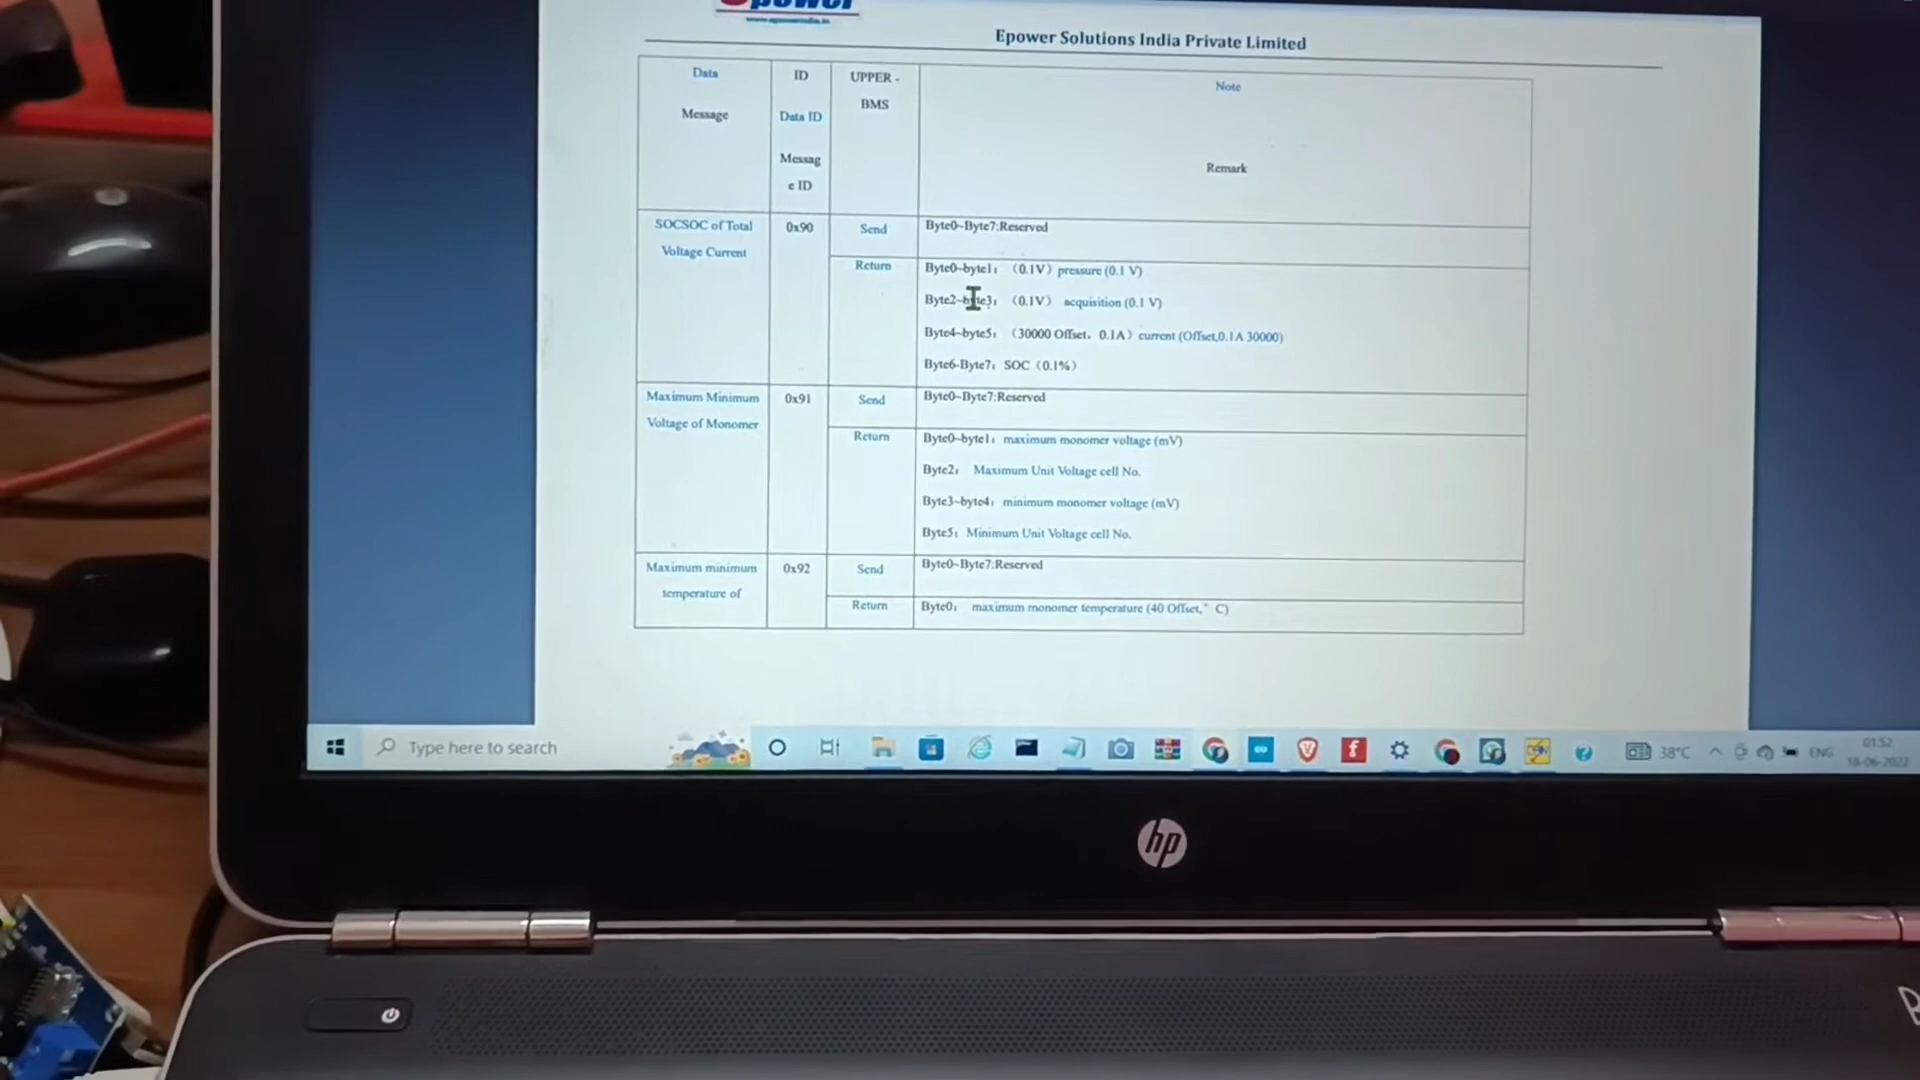 power
Epower Solutions India Private Limited
Data
Message
ID
Data ID
Messag
e ID
UPPER -
BMS
Note
Remark
SOCSOC of Total
Voltage Current
0x90
Send
Byte0~Byte7:Reserved
Return
Byte0~byte1：（0.1V）pressure (0.1 V)
Byte2~byte3：（0.1V） acquisition (0.1 V)
Byte4~byte5：（30000 Offset，0.1A）current (Offset,0.1A 30000)
Byte6~Byte7：SOC（0.1%）
Maximum Minimum
Voltage of Monomer
0x91
Send
Byte0~Byte7:Reserved
Return
Byte0~byte1：maximum monomer voltage (mV)
Byte2： Maximum Unit Voltage cell No.
Byte3~byte4：minimum monomer voltage (mV)
Byte5：Minimum Unit Voltage cell No.
Maximum minimum
temperature of
0x92
Send
Byte0~Byte7:Reserved
Return
Byte0： maximum monomer temperature (40 Offset,° C)
Type here to search
38°C
ENG
01:52
18-06-2022
hp